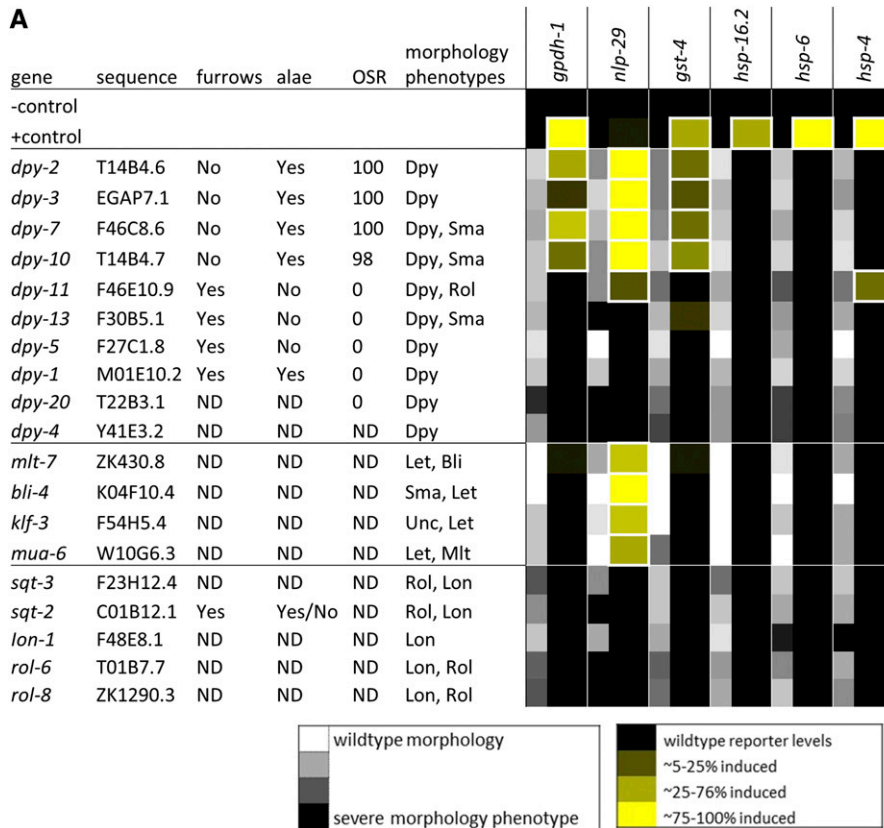 A
gene sequence furrows alae OSR morphology phenotypes gpdh-1 nlp-29 gst-4 hsp-16.2 hsp-6 hsp-4
-control
+control
dpy-2 T14B4.6 No Yes 100 Dpy
dpy-3 EGAP7.1 No Yes 100 Dpy
dpy-7 F46C8.6 No Yes 100 Dpy, Sma
dpy-10 T14B4.7 No Yes 98 Dpy, Sma
dpy-11 F46E10.9 Yes No 0 Dpy, Rol
dpy-13 F30B5.1 Yes No 0 Dpy, Sma
dpy-5 F27C1.8 Yes No 0 Dpy
dpy-1 M01E10.2 Yes Yes 0 Dpy
dpy-20 T22B3.1 ND ND 0 Dpy
dpy-4 Y41E3.2 ND ND ND Dpy
mlt-7 ZK430.8 ND ND ND Let, Bli
bli-4 K04F10.4 ND ND ND Sma, Let
klf-3 F54H5.4 ND ND ND Unc, Let
mua-6 W10G6.3 ND ND ND Let, Mlt
sqt-3 F23H12.4 ND ND ND Rol, Lon
sqt-2 C01B12.1 Yes Yes/No ND Rol, Lon
lon-1 F48E8.1 ND ND ND Lon
rol-6 T01B7.7 ND ND ND Lon, Rol
rol-8 ZK1290.3 ND ND ND Lon, Rol
wildtype morphology
severe morphology phenotype
wildtype reporter levels
~5-25% induced
~25-76% induced
~75-100% induced